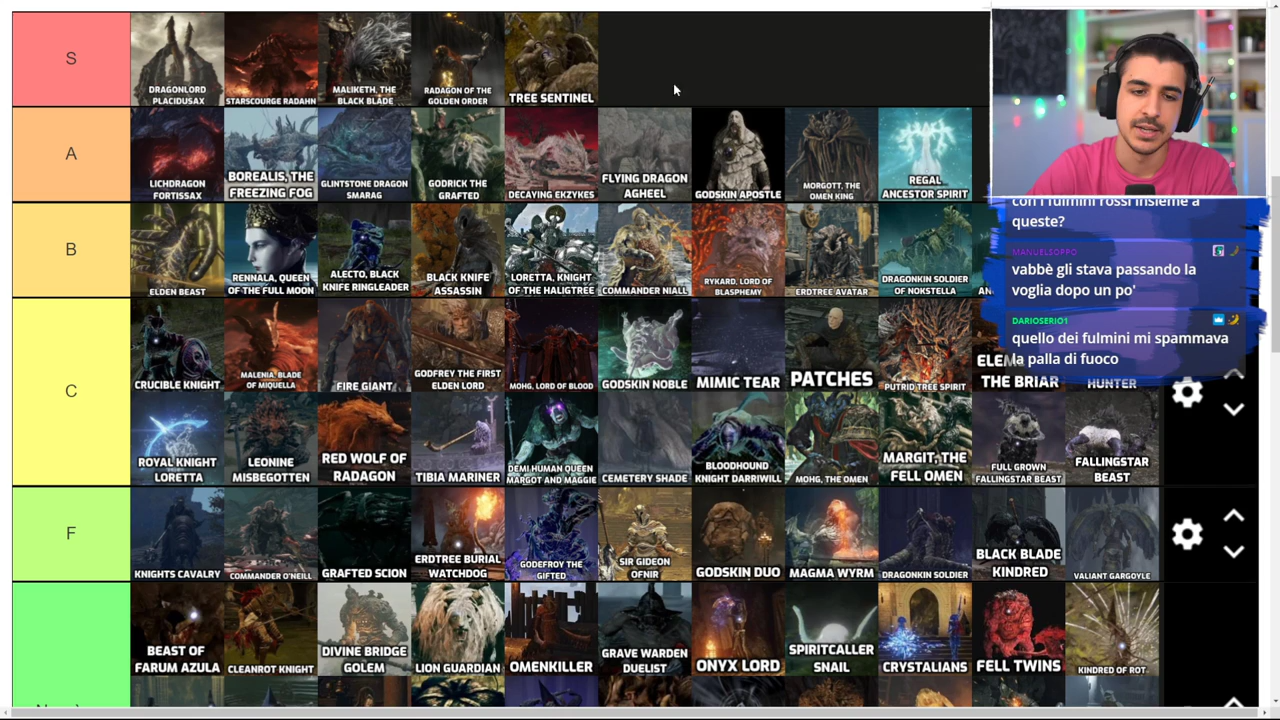 S
DRAGONLORD
PLACIDUSAX
STARSCOURGE RADAHN
MALIKETH, THE
BLACK BLADE
RADAGON OF THE
GOLDEN ORDER
TREE SENTINEL
A
LICHDRAGON
FORTISSAX
BOREALIS, THE
FREEZING FOG
GLINTSTONE DRAGON
SMARAG
GODRICK THE
GRAFTED
DECAYING EKZYKES
FLYING DRAGON
AGHEEL
GODSKIN APOSTLE
MORGOTT, THE
OMEN KING
REGAL
ANCESTOR SPIRIT
B
ELDEN BEAST
RENNALA, QUEEN
OF THE FULL MOON
ALECTO, BLACK
KNIFE RINGLEADER
BLACK KNIFE
ASSASSIN
LORETTA, KNIGHT
OF THE HALIGTREE
COMMANDER NIALL
RYKARD, LORD OF
BLASPHEMY
ERDTREE AVATAR
DRAGONKIN SOLDIER
OF NOKSTELLA
C
CRUCIBLE KNIGHT
MALENIA, BLADE
OF MIQUELLA
FIRE GIANT
GODFREY THE FIRST
ELDEN LORD
MOHG, LORD OF BLOOD
GODSKIN NOBLE
MIMIC TEAR
PATCHES
PUTRID TREE SPIRIT
ELEM
THE BRIAR
HUNTER
ROYAL KNIGHT
LORETTA
LEONINE
MISBEGOTTEN
RED WOLF OF
RADAGON
TIBIA MARINER
DEMI HUMAN QUEEN
MARGOT AND MAGGIE
CEMETERY SHADE
BLOODHOUND
KNIGHT DARRIWILL
MOHG, THE OMEN
MARGIT, THE
FELL OMEN
FULL GROWN
FALLINGSTAR BEAST
FALLINGSTAR
BEAST
F
KNIGHTS CAVALRY
COMMANDER O'NEILL
GRAFTED SCION
ERDTREE BURIAL
WATCHDOG
GODEFROY THE
GIFTED
SIR GIDEON
OFNIR
GODSKIN DUO
MAGMA WYRM
DRAGONKIN SOLDIER
BLACK BLADE
KINDRED
VALIANT GARGOYLE
BEAST OF
FARUM AZULA
CLEANROT KNIGHT
DIVINE BRIDGE
GOLEM
LION GUARDIAN
OMENKILLER
GRAVE WARDEN
DUELIST
ONYX LORD
SPIRITCALLER
SNAIL
CRYSTALIANS
FELL TWINS
KINDRED OF ROT
con i fulmini rossi insieme a
queste?
MANUELSOPPO
vabbè gli stava passando la
voglia dopo un po'
DARIOSERIO1
quello dei fulmini mi spammava
la palla di fuoco